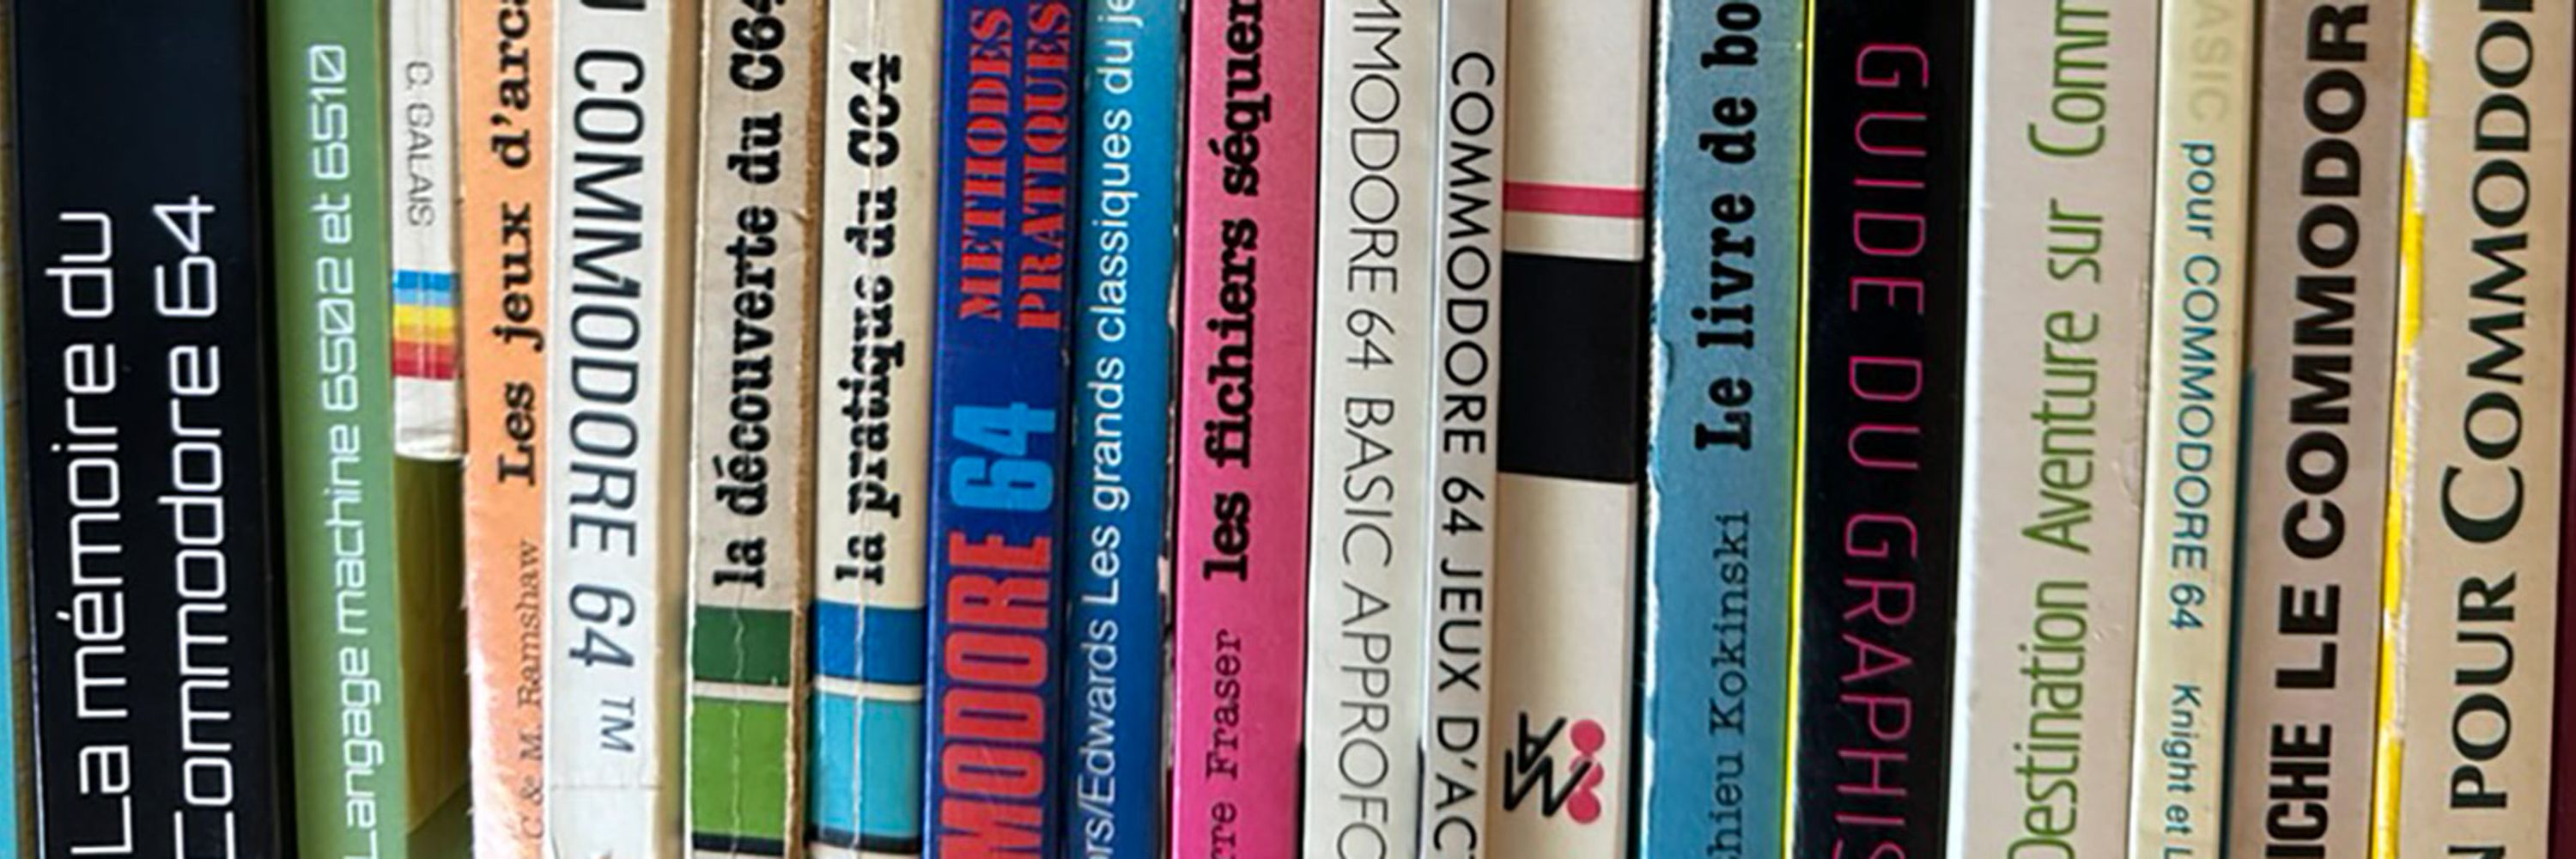 La mémoire du
Commodore 64
Langage machine 6502 et 6510
C. GALAIS
C & M. Ramshaw Les jeux d'arca
COMMODORE 64 ™
la découverte du C64
la pratique du C64
MODORE 64 METHODES
PRATIQUES
rs/Edwards Les grands classiques du je
rre Fraser les fichiers séquen
MMODORE 64 BASIC APPROFO
COMMODORE 64 JEUX D'AC
hieu Kokinski Le livre de bo
GUIDE DU GRAPHIS
Destination Aventure sur Comm
ASIC pour COMMODORE 64 Knight et L
ICHE LE COMMODOR
N POUR COMMODOR